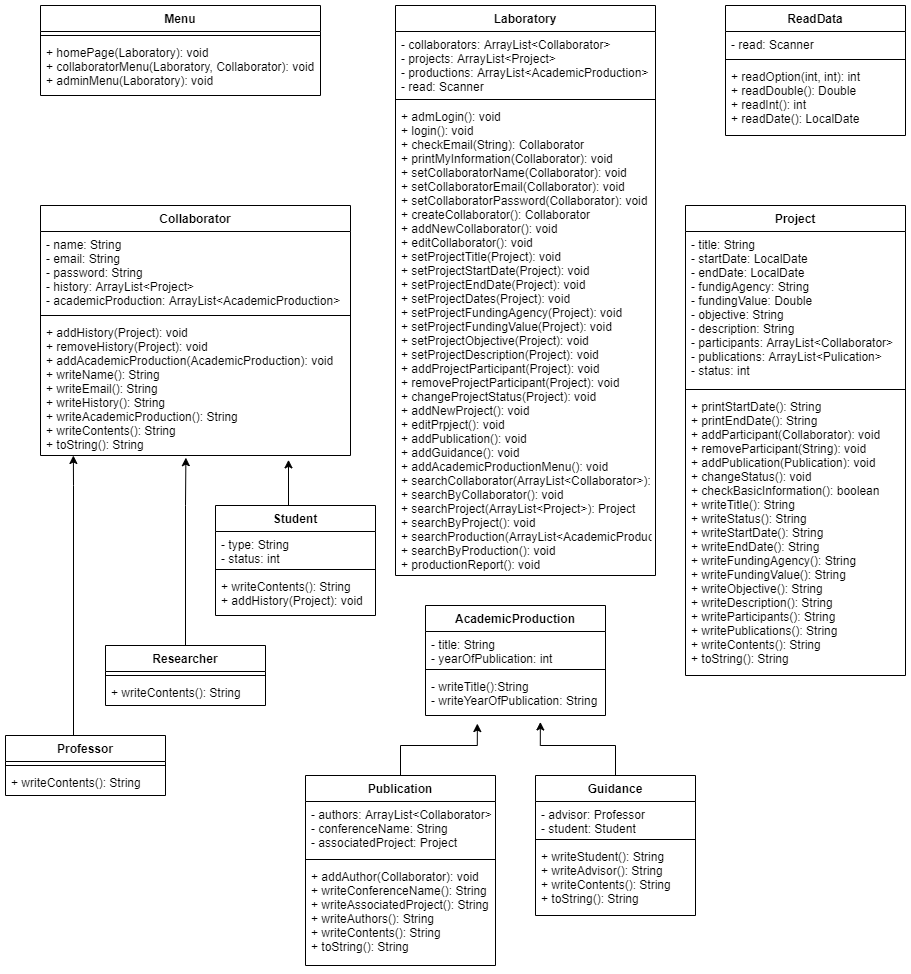 Menu
+ homePage(Laboratory): void
+ collaboratorMenu(Laboratory, Collaborator): void
+ adminMenu(Laboratory): void
Laboratory
- collaborators: ArrayList<Collaborator>
- projects: ArrayList<Project>
- productions: ArrayList<AcademicProduction>
- read: Scanner
+ admLogin(): void
+ login(): void
+ checkEmail(String): Collaborator
+ printMyInformation(Collaborator): void
+ setCollaboratorName(Collaborator): void
+ setCollaboratorEmail(Collaborator): void
+ setCollaboratorPassword(Collaborator): void
+ createCollaborator(): Collaborator
+ addNewCollaborator(): void
+ editCollaborator(): void
+ setProjectTitle(Project): void
+ setProjectStartDate(Project): void
+ setProjectEndDate(Project): void
+ setProjectDates(Project): void
+ setProjectFundingAgency(Project): void
+ setProjectFundingValue(Project): void
+ setProjectObjective(Project): void
+ setProjectDescription(Project): void
+ addProjectParticipant(Project): void
+ removeProjectParticipant(Project): void
+ changeProjectStatus(Project): void
+ addNewProject(): void
+ editPrpject(): void
+ addPublication(): void
+ addGuidance(): void
+ addAcademicProductionMenu(): void
+ searchCollaborator(ArrayList<Collaborator>):
+ searchByCollaborator(): void
+ searchProject(ArrayList<Project>): Project
+ searchByProject(): void
+ searchProduction(ArrayList<AcademicProduc
+ searchByProduction(): void
+ productionReport(): void
ReadData
- read: Scanner
+ readOption(int, int): int
+ readDouble(): Double
+ readInt(): int
+ readDate(): LocalDate
Collaborator
- name: String
- email: String
- password: String
- history: ArrayList<Project>
- academicProduction: ArrayList<AcademicProduction>
+ addHistory(Project): void
+ removeHistory(Project): void
+ addAcademicProduction(AcademicProduction): void
+ writeName(): String
+ writeEmail(): String
+ writeHistory(): String
+ writeAcademicProduction(): String
+ writeContents(): String
+ toString(): String
Project
- title: String
- startDate: LocalDate
- endDate: LocalDate
- fundigAgency: String
- fundingValue: Double
- objective: String
- description: String
- participants: ArrayList<Collaborator>
- publications: ArrayList<Pulication>
- status: int
+ printStartDate(): String
+ printEndDate(): String
+ addParticipant(Collaborator): void
+ removeParticipant(String): void
+ addPublication(Publication): void
+ changeStatus(): void
+ checkBasicInformation(): boolean
+ writeTitle(): String
+ writeStatus(): String
+ writeStartDate(): String
+ writeEndDate(): String
+ writeFundingAgency(): String
+ writeFundingValue(): String
+ writeObjective(): String
+ writeDescription(): String
+ writeParticipants(): String
+ writePublications(): String
+ writeContents(): String
+ toString(): String
Student
- type: String
- status: int
+ writeContents(): String
+ addHistory(Project): void
Researcher
+ writeContents(): String
Professor
+ writeContents(): String
AcademicProduction
- title: String
- yearOfPublication: int
- writeTitle():String
- writeYearOfPublication: String
Publication
- authors: ArrayList<Collaborator>
- conferenceName: String
- associatedProject: Project
+ addAuthor(Collaborator): void
+ writeConferenceName(): String
+ writeAssociatedProject(): String
+ writeAuthors(): String
+ writeContents(): String
+ toString(): String
Guidance
- advisor: Professor
- student: Student
+ writeStudent(): String
+ writeAdvisor(): String
+ writeContents(): String
+ toString(): String